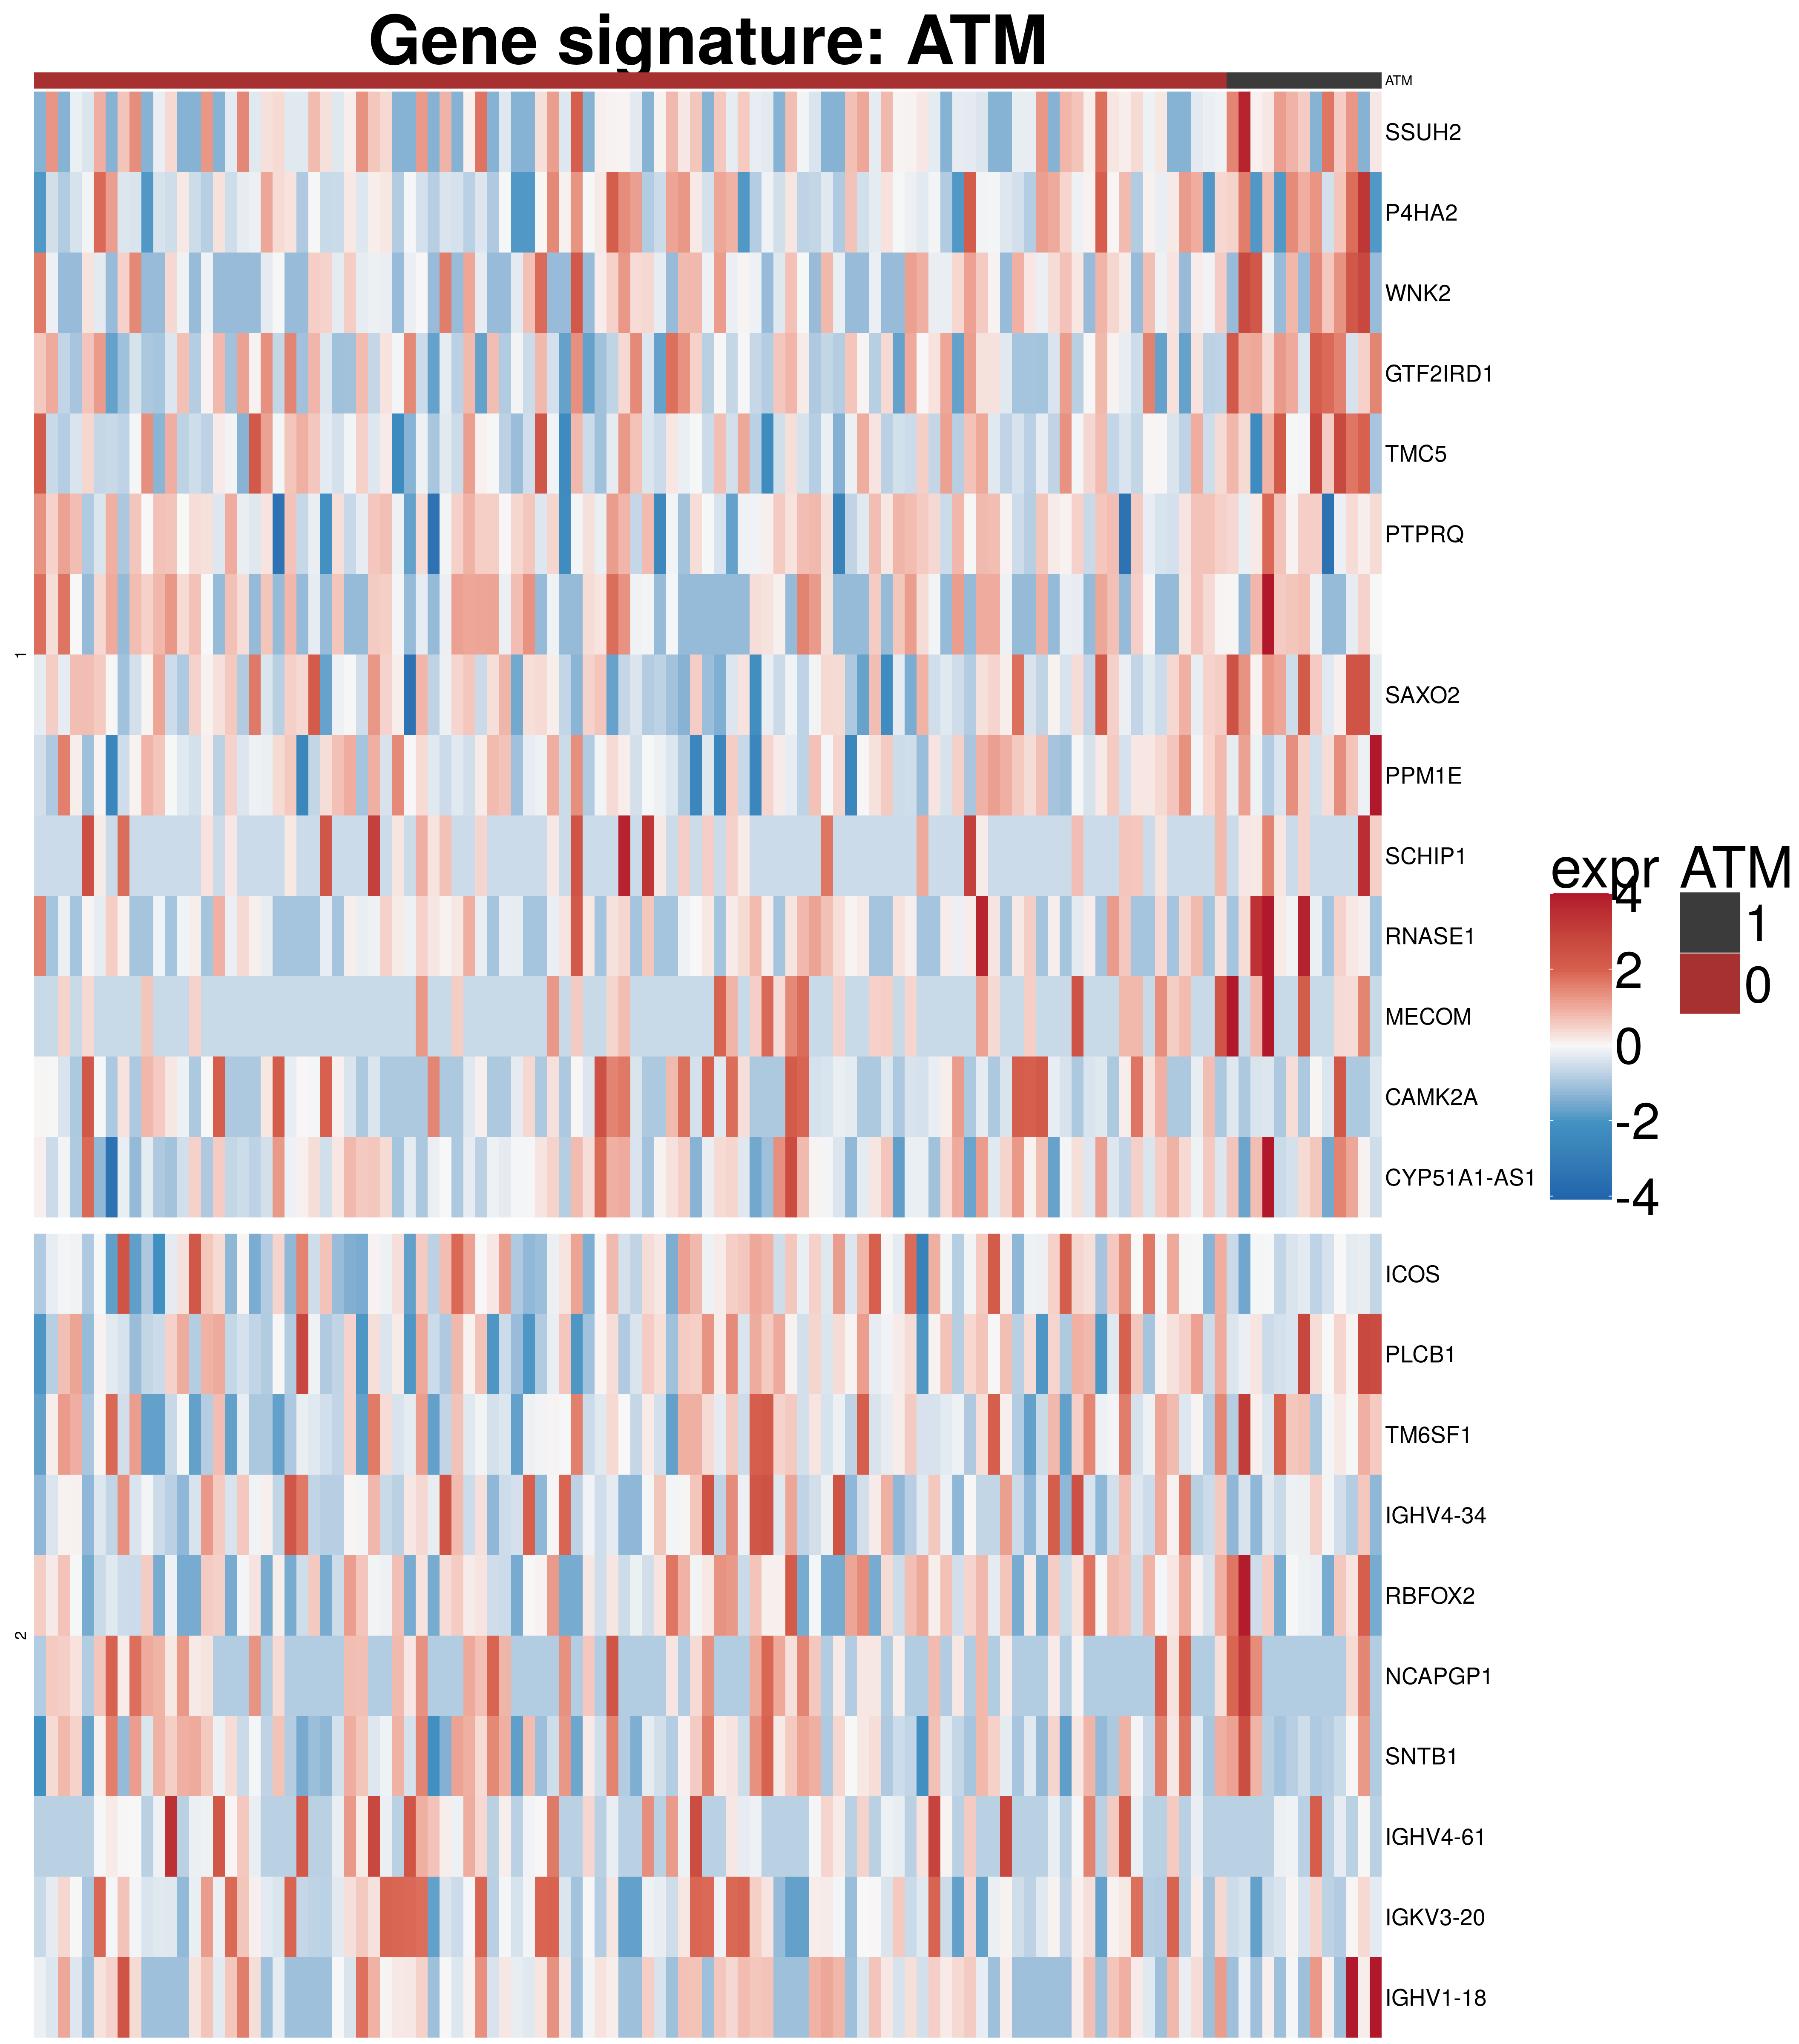 Gene signature: ATM
ATM
SSUH2
P4HA2
WNK2
GTF2IRD1
TMC5
PTPRQ
1
SAXO2
PPM1E
SCHIP1
RNASE1
MECOM
CAMK2A
CYP51A1-AS1
expr
4
2
0
-2
-4
ATM
1
0
ICOS
PLCB1
TM6SF1
IGHV4-34
RBFOX2
2
NCAPGP1
SNTB1
IGHV4-61
IGKV3-20
IGHV1-18